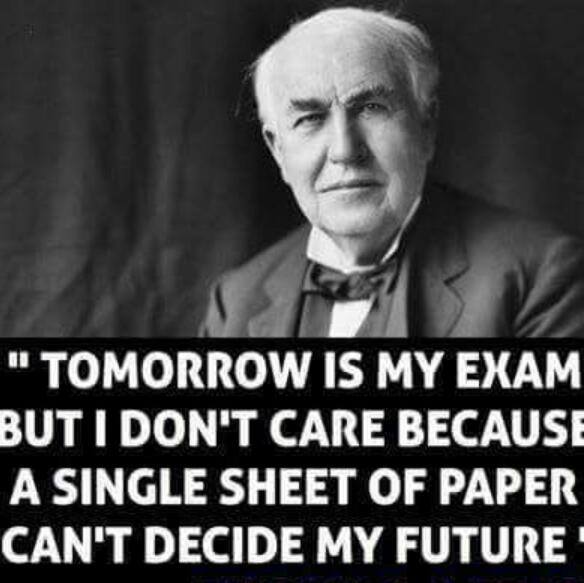 " TOMORROW IS MY EXAM
BUT I DON'T CARE BECAUSE
A SINGLE SHEET OF PAPER
CAN'T DECIDE MY FUTURE "